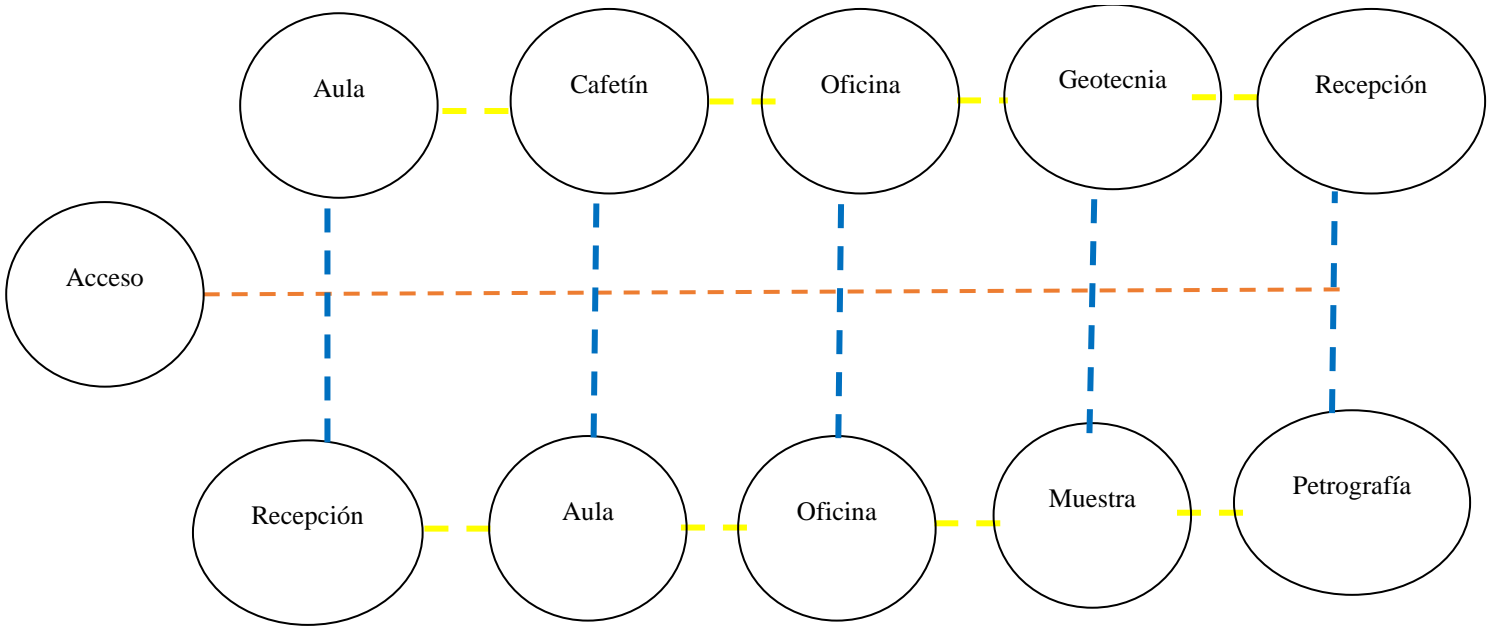 Aula
Cafetín
Oficina
Geotecnia
Recepción
Acceso
Recepción
Aula
Oficina
Muestra
Petrografía